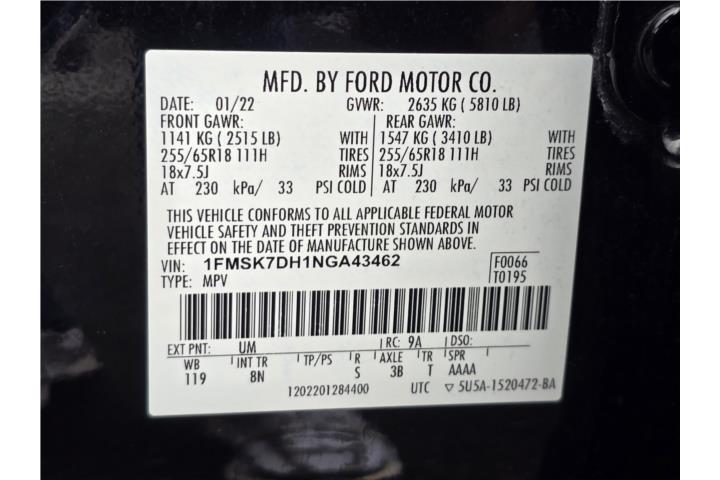 MFD. BY FORD MOTOR CO.
DATE: 01/22 GVWR: 2635 KG ( 5810 LB)
FRONT GAWR: REAR GAWR:
1141 KG ( 2515 LB) WITH 1547 KG ( 3410 LB) WITH
255/65R18 111H TIRES 255/65R18 111H TIRES
18x7.5J RIMS 18x7.5J RIMS
AT 230 kPa/ 33 PSI COLD AT 230 kPa/ 33 PSI COLD
THIS VEHICLE CONFORMS TO ALL APPLICABLE FEDERAL MOTOR
VEHICLE SAFETY AND THEFT PREVENTION STANDARDS IN
EFFECT ON THE DATE OF MANUFACTURE SHOWN ABOVE.
VIN: 1FMSK7DH1NGA43462 F0066
TYPE: MPV T0195
EXT PNT: UM RC: 9A DSO:
WB INT TR TP/PS R AXLE TR SPR
119 8N S 3B T AAAA
1202201284400 UTC ▽ 5U5A-1520472-BA